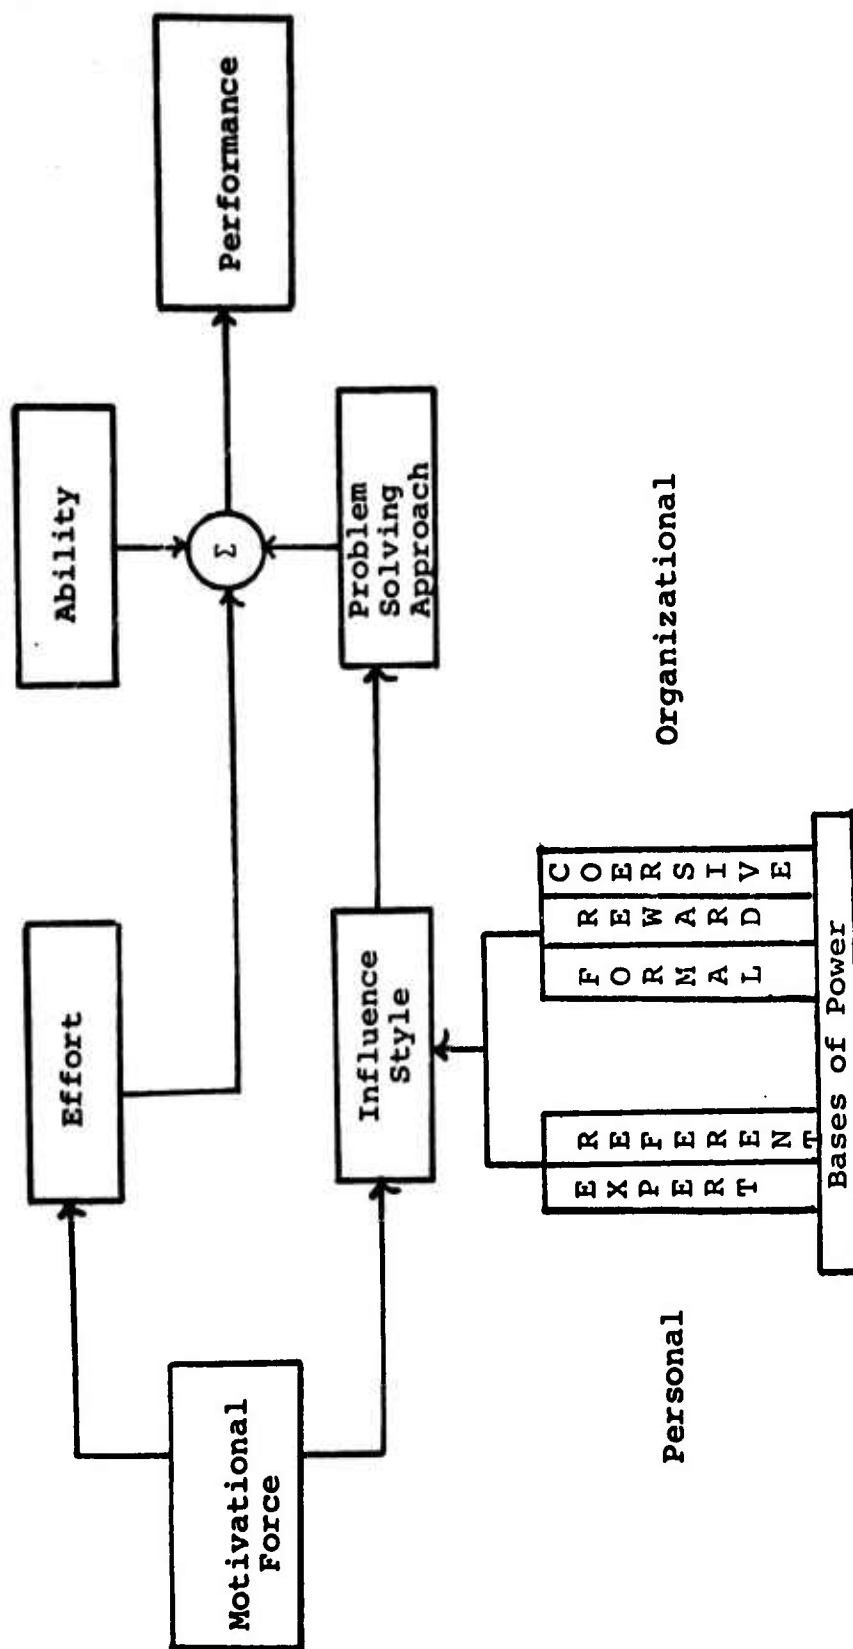 Performance
Ability
Σ
Problem
Solving
Approach
Effort
Influence
Style
Motivational
Force
Organizational
Personal
EXPERT
REFERENT
FORMAL
REWARD
COERSIVE
Bases of Power